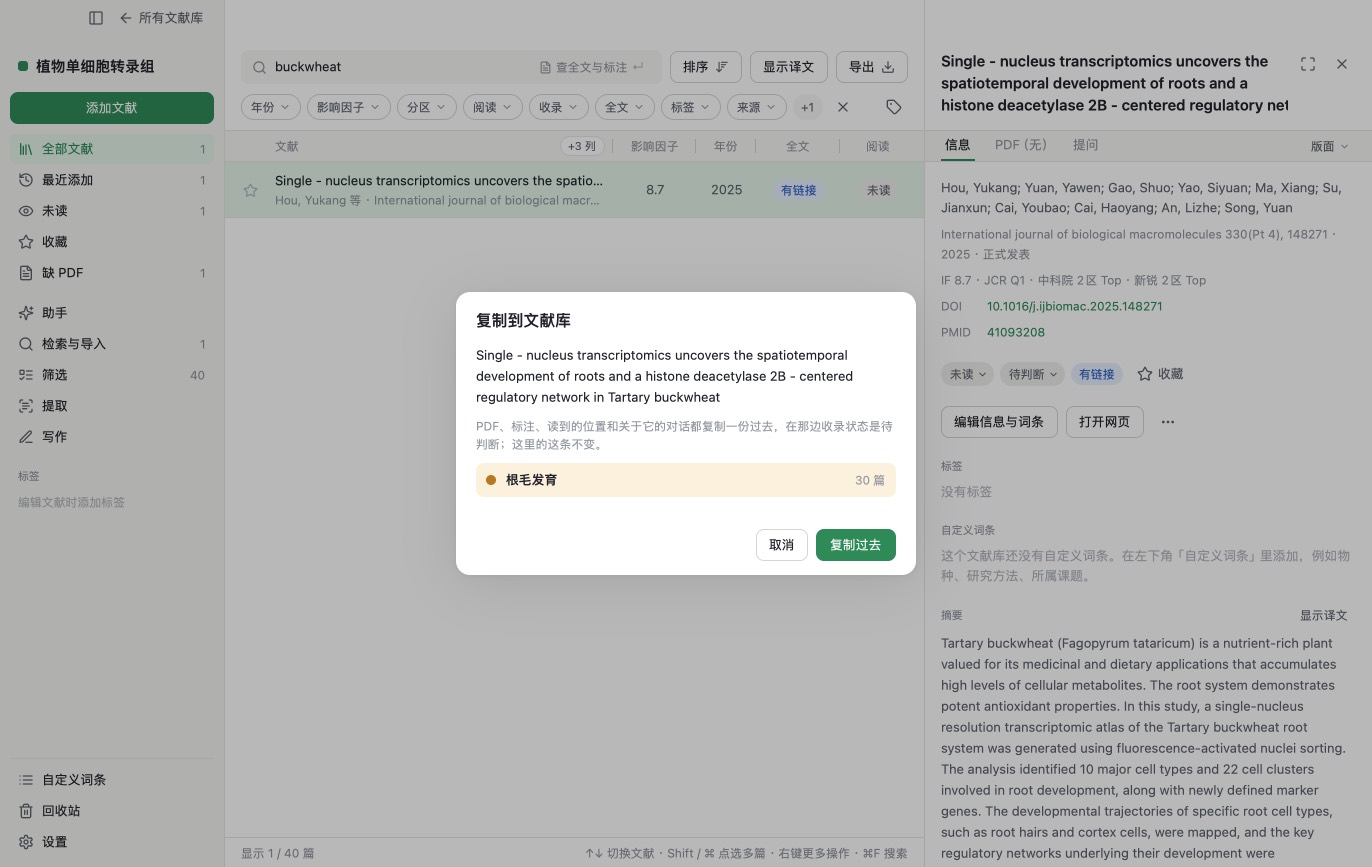 所有文献库
植物单细胞转录组
添加文献
全部文献 1
最近添加 1
未读 1
收藏
缺 PDF 1
助手
检索与导入 1
筛选 40
提取
写作
标签
编辑文献时添加标签
自定义词条
回收站
设置
buckwheat 查全文与标注 ↵ 排序 显示译文 导出
年份 影响因子 分区 阅读 收录 全文 标签 来源 +1
文献 +3 列 影响因子 年份 全文 阅读
Single - nucleus transcriptomics uncovers the spatio... 8.7 2025 有链接 未读
Hou, Yukang 等 · International journal of biological macr...
复制到文献库
Single - nucleus transcriptomics uncovers the spatiotemporal
development of roots and a histone deacetylase 2B - centered
regulatory network in Tartary buckwheat
PDF、标注、读到的位置和关于它的对话都复制一份过去，在那边收录状态是待
判断；这里的这条不变。
根毛发育 30 篇
取消 复制过去
显示 1 / 40 篇 ↑↓ 切换文献 · Shift / ⌘ 点选多篇 · 右键更多操作 · ⌘F 搜索
Single - nucleus transcriptomics uncovers the
spatiotemporal development of roots and a
histone deacetylase 2B - centered regulatory net
信息 PDF (无) 提问 版面
Hou, Yukang; Yuan, Yawen; Gao, Shuo; Yao, Siyuan; Ma, Xiang; Su,
Jianxun; Cai, Youbao; Cai, Haoyang; An, Lizhe; Song, Yuan
International journal of biological macromolecules 330(Pt 4), 148271 ·
2025 · 正式发表
IF 8.7 · JCR Q1 · 中科院 2区 Top · 新锐 2区 Top
DOI 10.1016/j.ijbiomac.2025.148271
PMID 41093208
未读 待判断 有链接 收藏
编辑信息与词条 打开网页 ···
标签
没有标签
自定义词条
这个文献库还没有自定义词条。在左下角「自定义词条」里添加，例如物
种、研究方法、所属课题。
摘要 显示译文
Tartary buckwheat (Fagopyrum tataricum) is a nutrient-rich plant
valued for its medicinal and dietary applications that accumulates
high levels of cellular metabolites. The root system demonstrates
potent antioxidant properties. In this study, a single-nucleus
resolution transcriptomic atlas of the Tartary buckwheat root
system was generated using fluorescence-activated nuclei sorting.
The analysis identified 10 major cell types and 22 cell clusters
involved in root development, along with newly defined marker
genes. The developmental trajectories of specific root cell types,
such as root hairs and cortex cells, were mapped, and the key
regulatory networks underlying their development were